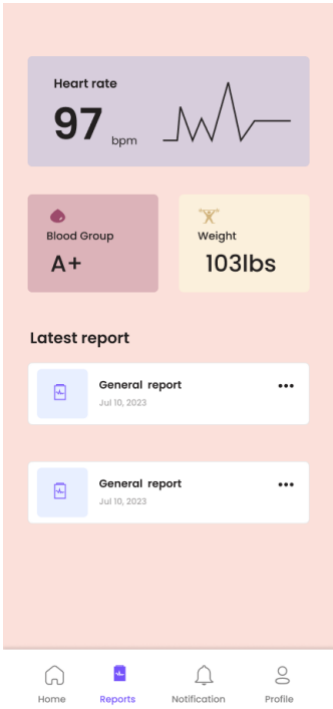 Heart rate
97 bpm
Blood Group
A+
Weight
103lbs
Latest report
General report
Jul 10, 2023
General report
Jul 10, 2023
Home Reports Notification Profile